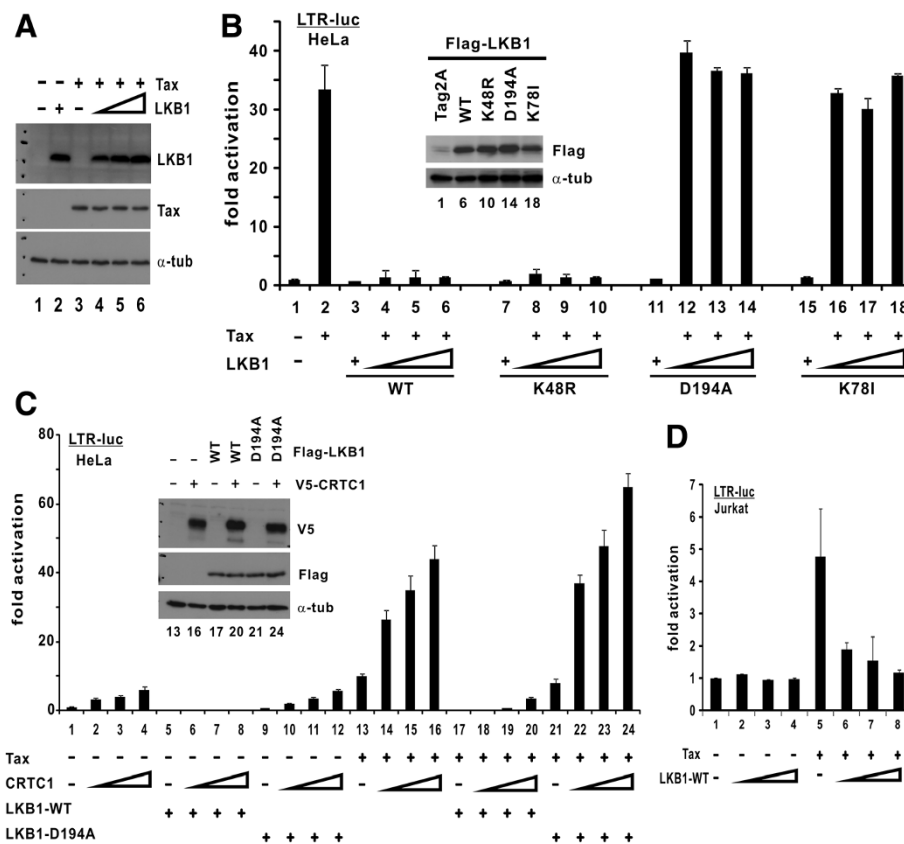 A
– – + + + + Tax
– + – LKB1
LKB1
Tax
α-tub
1 2 3 4 5 6
B
LTR-luc
HeLa
fold activation
40
30
20
10
0
Flag-LKB1
Tag2A WT K48R D194A K78I
Flag
α-tub
1 6 10 14 18
1 2 3 4 5 6 7 8 9 10 11 12 13 14 15 16 17 18
Tax – + – + + + – + + + – + + + – + + +
LKB1 – – + + + +
WT K48R D194A K78I
C
LTR-luc
HeLa
fold activation
80
60
40
20
0
– – WT WT D194A D194A Flag-LKB1
– + – + – + V5-CRTC1
V5
Flag
α-tub
13 16 17 20 21 24
1 2 3 4 5 6 7 8 9 10 11 12 13 14 15 16 17 18 19 20 21 22 23 24
Tax – – – – – – – – – – – – + + + + + + + + + + + +
CRTC1 – – – – – –
LKB1-WT + + + + + + + +
LKB1-D194A + + + + + + + +
D
LTR-luc
Jurkat
fold activation
7
6
5
4
3
2
1
0
1 2 3 4 5 6 7 8
Tax – – – – + + + +
LKB1-WT – –